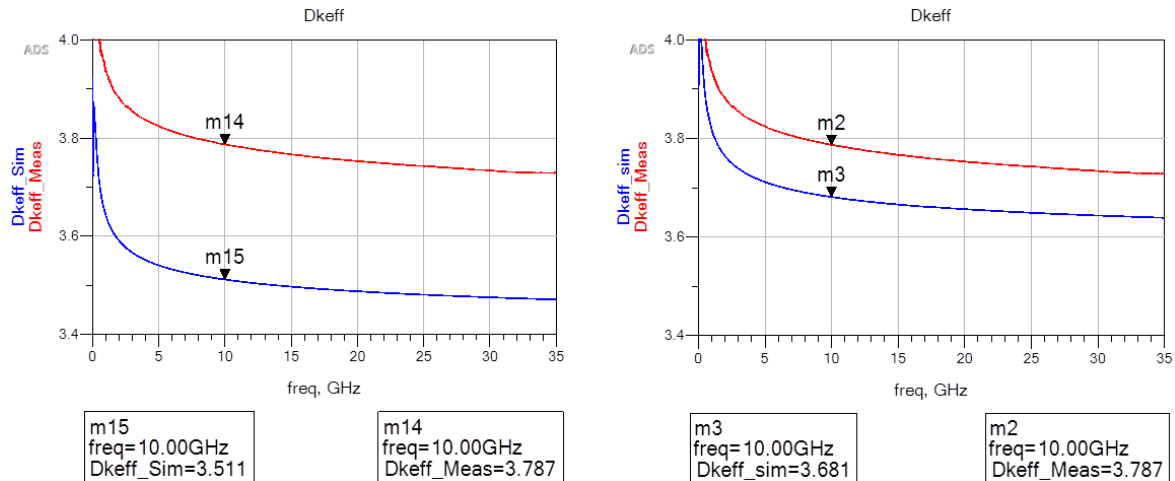 Dkeff
ADS
4.0
3.8
3.6
3.4
Dkeff_Sim
Dkeff_Meas
m14
m15
0
5
10
15
20
25
30
35
freq, GHz
m15
freq=10.00GHz
Dkeff_Sim=3.511
m14
freq=10.00GHz
Dkeff_Meas=3.787
Dkeff
ADS
4.0
3.8
3.6
3.4
Dkeff_sim
Dkeff_Meas
m2
m3
0
5
10
15
20
25
30
35
freq, GHz
m3
freq=10.00GHz
Dkeff_sim=3.681
m2
freq=10.00GHz
Dkeff_Meas=3.787